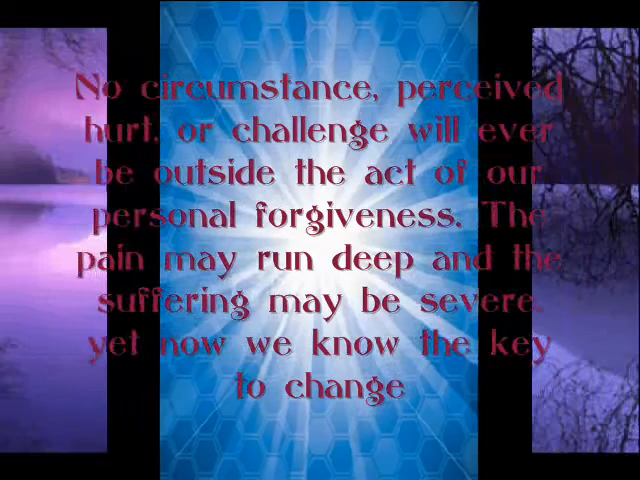 No circumstance, perceived
hurt, or challenge will ever
be outside the act of our
personal forgiveness. The
pain may run deep and the
suffering may be severe,
yet now we know the key
to change